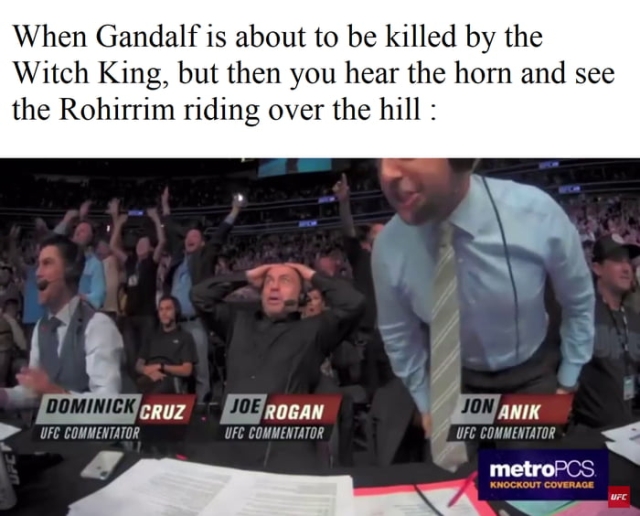 When Gandalf is about to be killed by the
Witch King, but then you hear the horn and see
the Rohirrim riding over the hill :
DOMINICK CRUZ
UFC COMMENTATOR
JOE ROGAN
UFC COMMENTATOR
JON ANIK
UFC COMMENTATOR
metroPCS.
KNOCKOUT COVERAGE
UFC